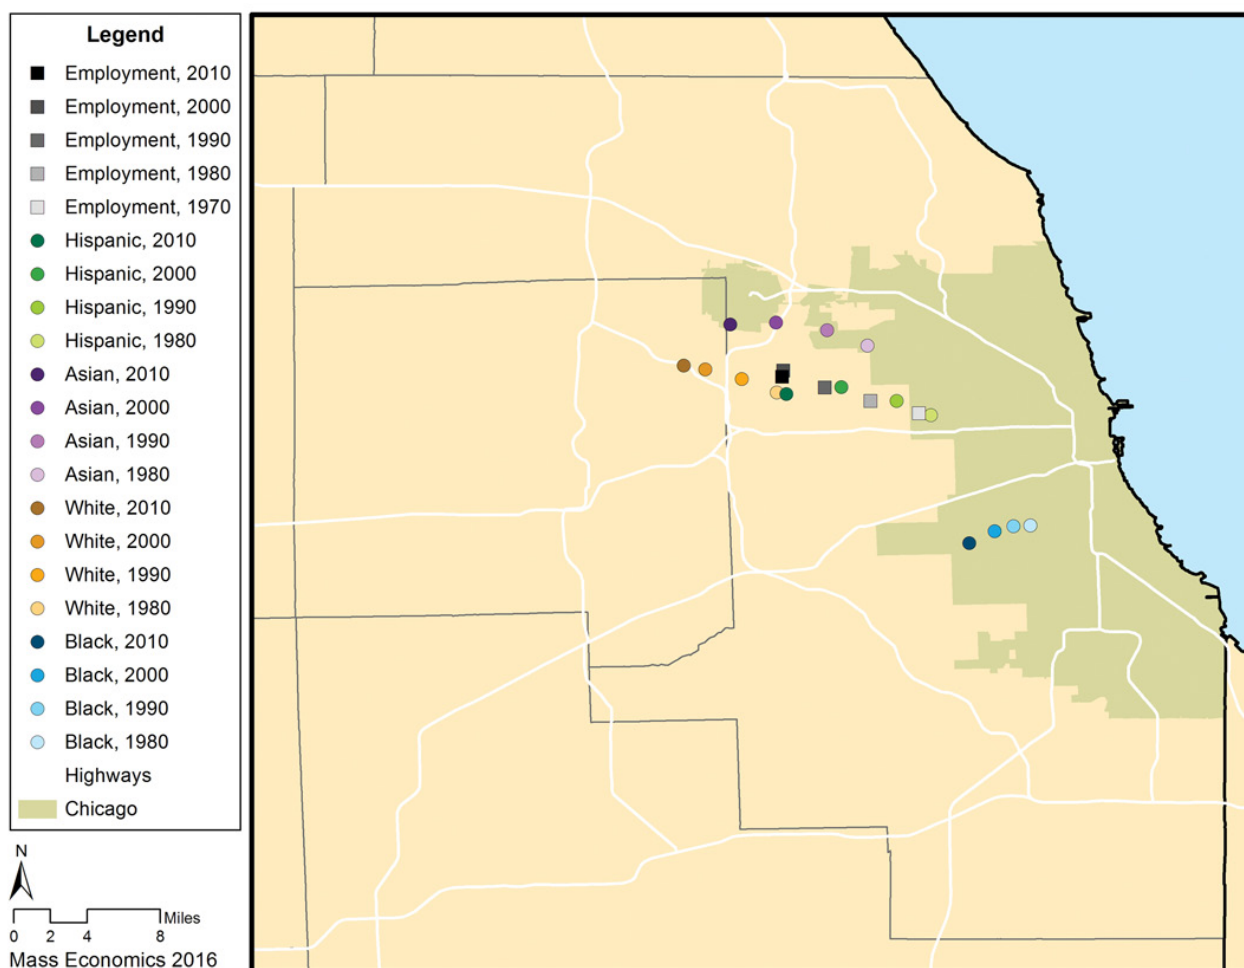 Legend
Employment, 2010
Employment, 2000
Employment, 1990
Employment, 1980
Employment, 1970
Hispanic, 2010
Hispanic, 2000
Hispanic, 1990
Hispanic, 1980
Asian, 2010
Asian, 2000
Asian, 1990
Asian, 1980
White, 2010
White, 2000
White, 1990
White, 1980
Black, 2010
Black, 2000
Black, 1990
Black, 1980
Highways
Chicago
N
Miles
0 2 4 8
Mass Economics 2016